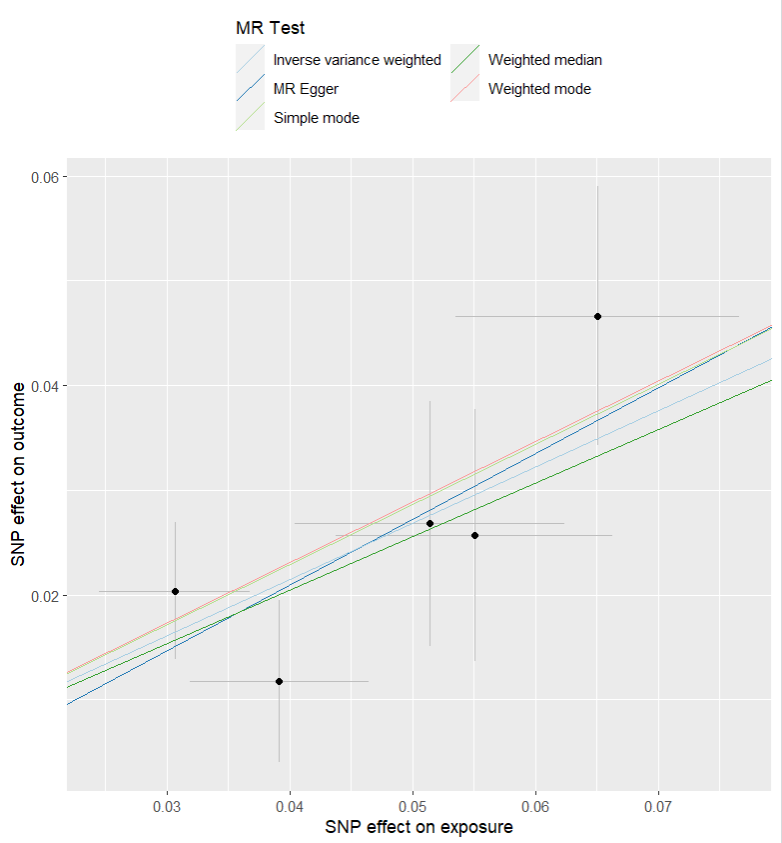 MR Test
Inverse variance weighted
Weighted median
MR Egger
Weighted mode
Simple mode
0.06
0.04
0.02
SNP effect on outcome
0.03 0.04 0.05 0.06 0.07
SNP effect on exposure